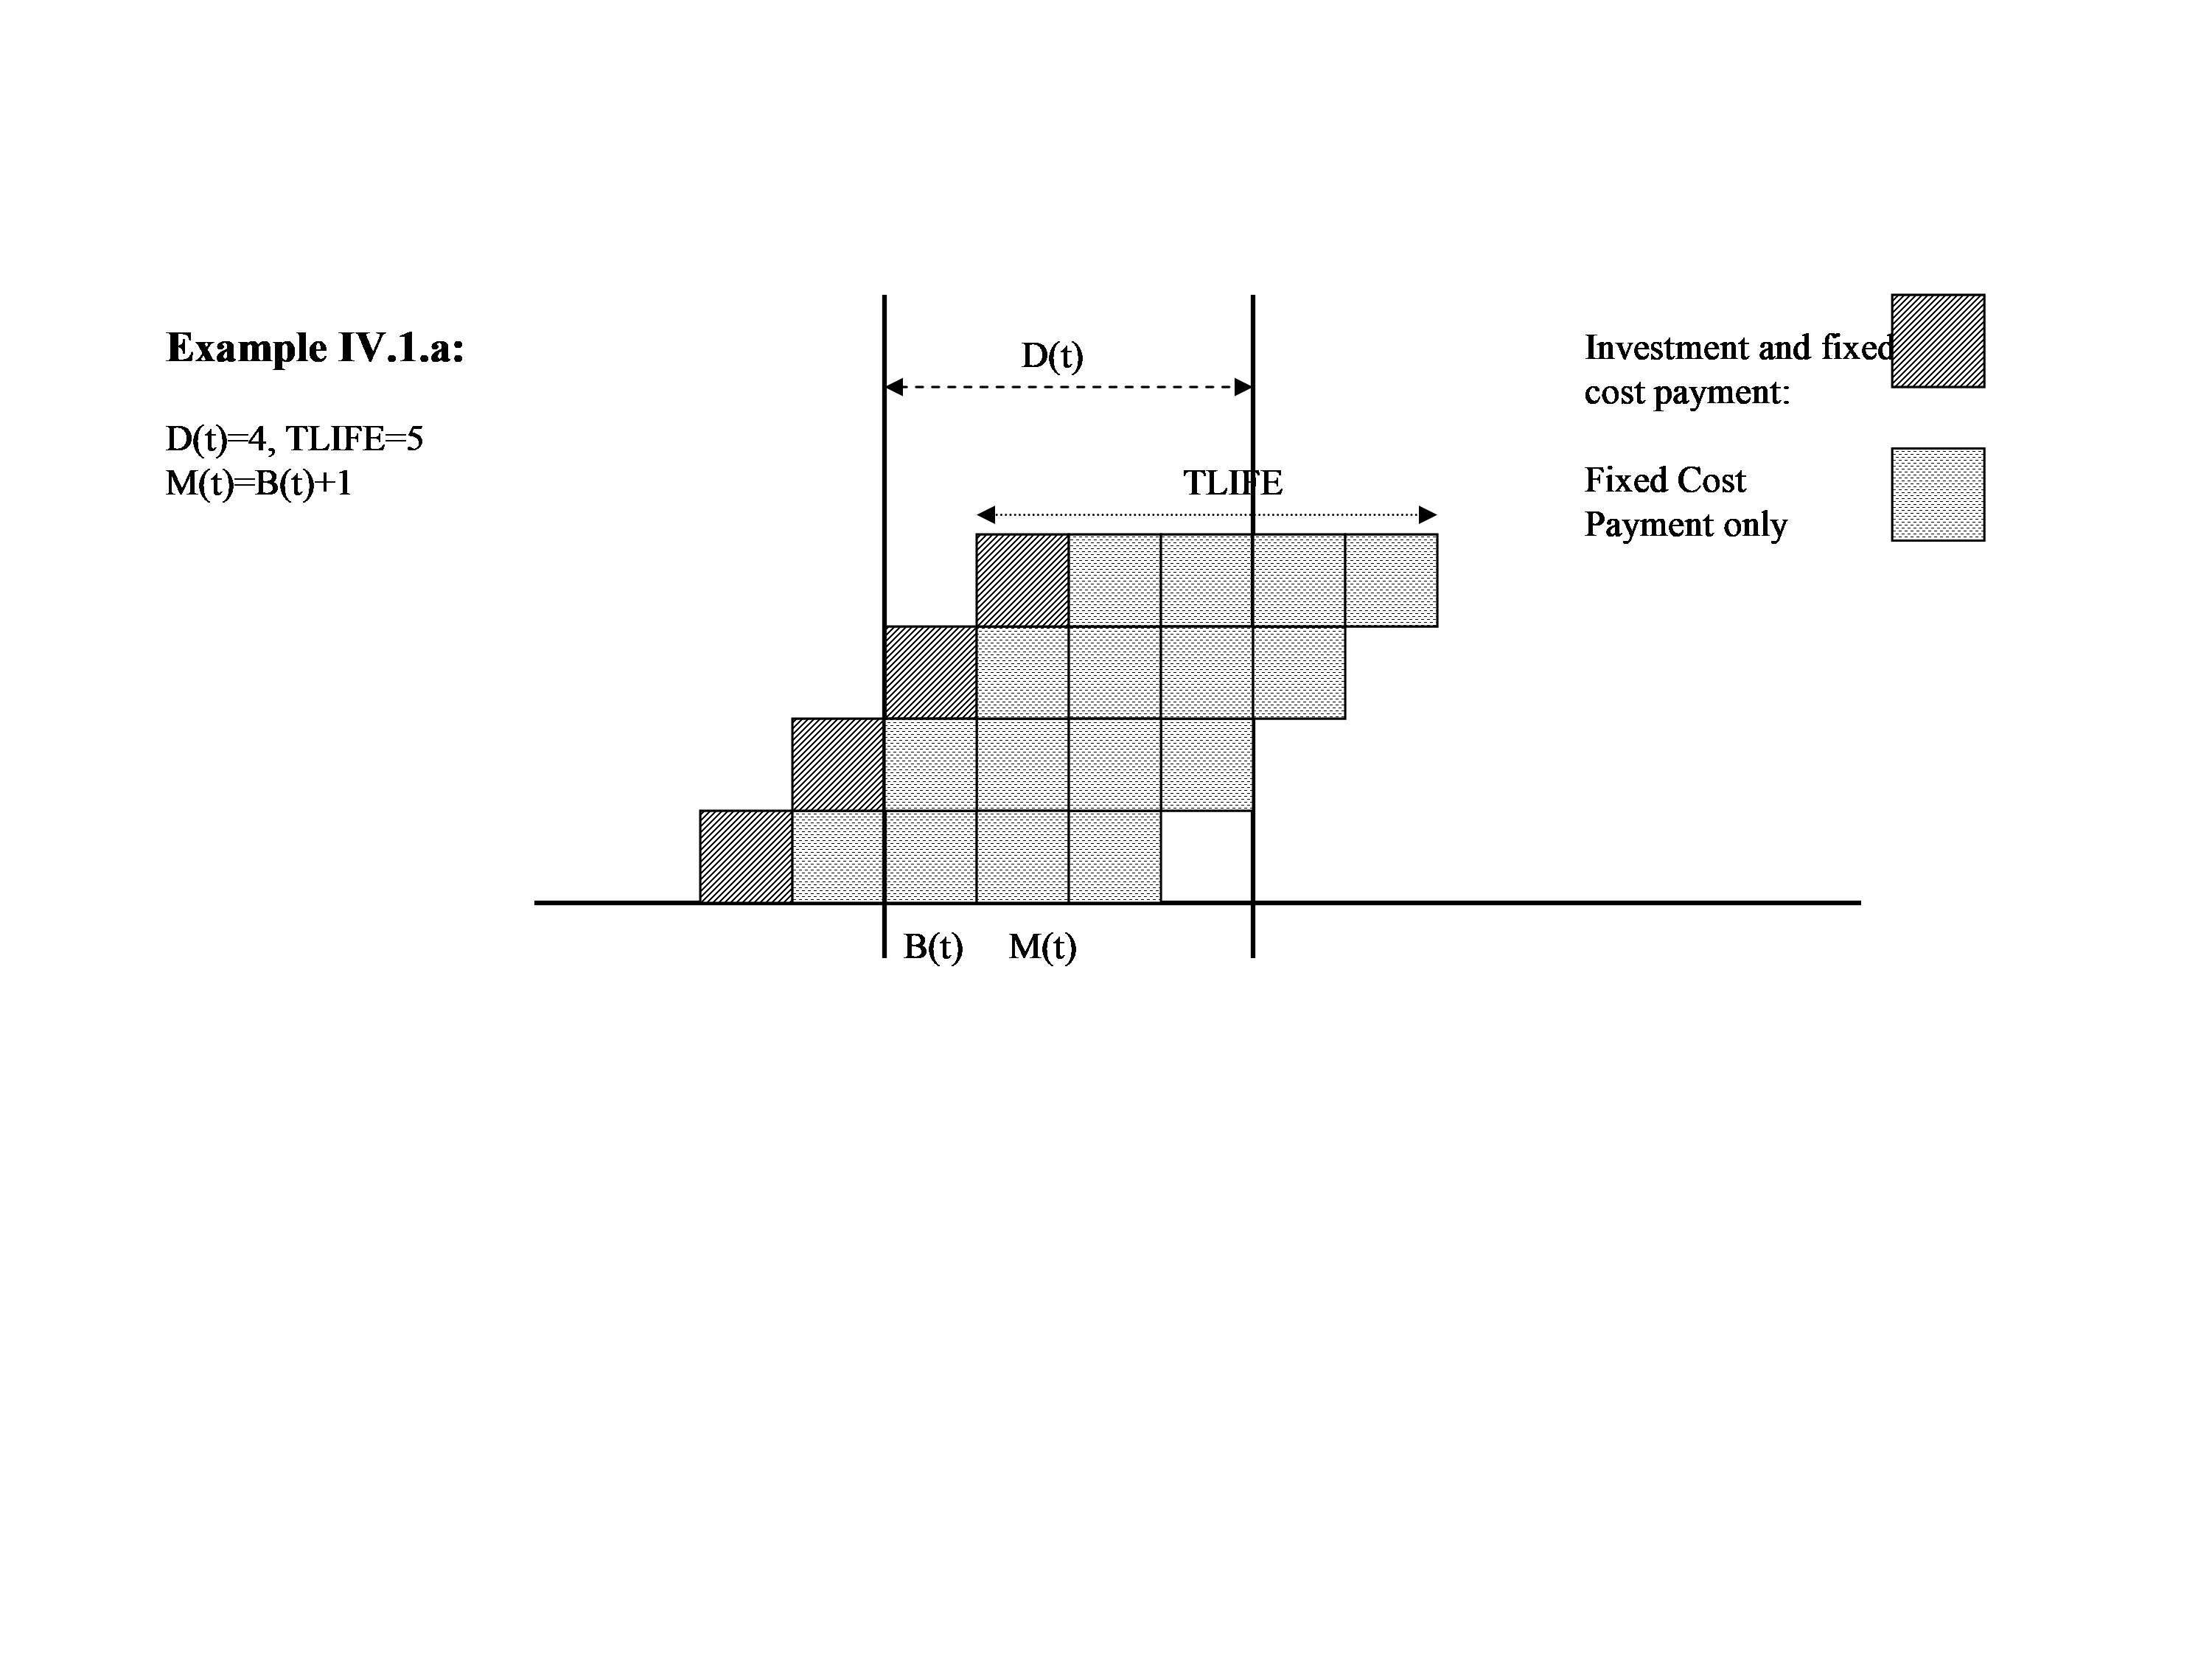 Example IV.1.a:
D(t)=4, TLIFE=5
M(t)=B(t)+1
D(t)
TLIFE
B(t)
M(t)
Investment and fixed
cost payment:
Fixed Cost
Payment only